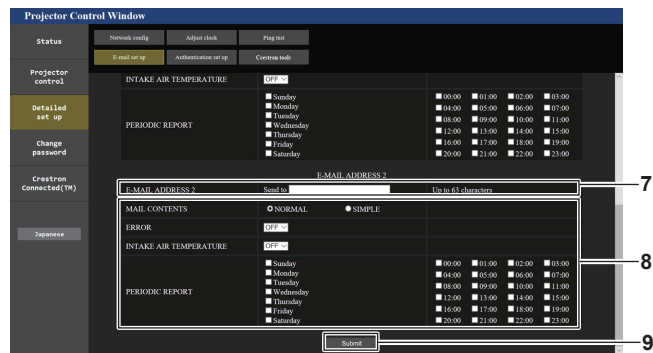 Projector Control Window
Status
Projector control
Detailed set up
Change password
Crestron Connected(TM)
Japanese
Network config Adjust clock Ping test
E-mail set up Authentication set up Crestron tools
INTAKE AIR TEMPERATURE OFF
PERIODIC REPORT
Sunday
Monday
Tuesday
Wednesday
Thursday
Friday
Saturday
00:00 01:00 02:00 03:00
04:00 05:00 06:00 07:00
08:00 09:00 10:00 11:00
12:00 13:00 14:00 15:00
16:00 17:00 18:00 19:00
20:00 21:00 22:00 23:00
E-MAIL ADDRESS 2
E-MAIL ADDRESS 2 Send to Up to 63 characters 7
MAIL CONTENTS NORMAL SIMPLE
ERROR OFF
INTAKE AIR TEMPERATURE OFF
8
PERIODIC REPORT
Sunday
Monday
Tuesday
Wednesday
Thursday
Friday
Saturday
00:00 01:00 02:00 03:00
04:00 05:00 06:00 07:00
08:00 09:00 10:00 11:00
12:00 13:00 14:00 15:00
16:00 17:00 18:00 19:00
20:00 21:00 22:00 23:00
Submit 9